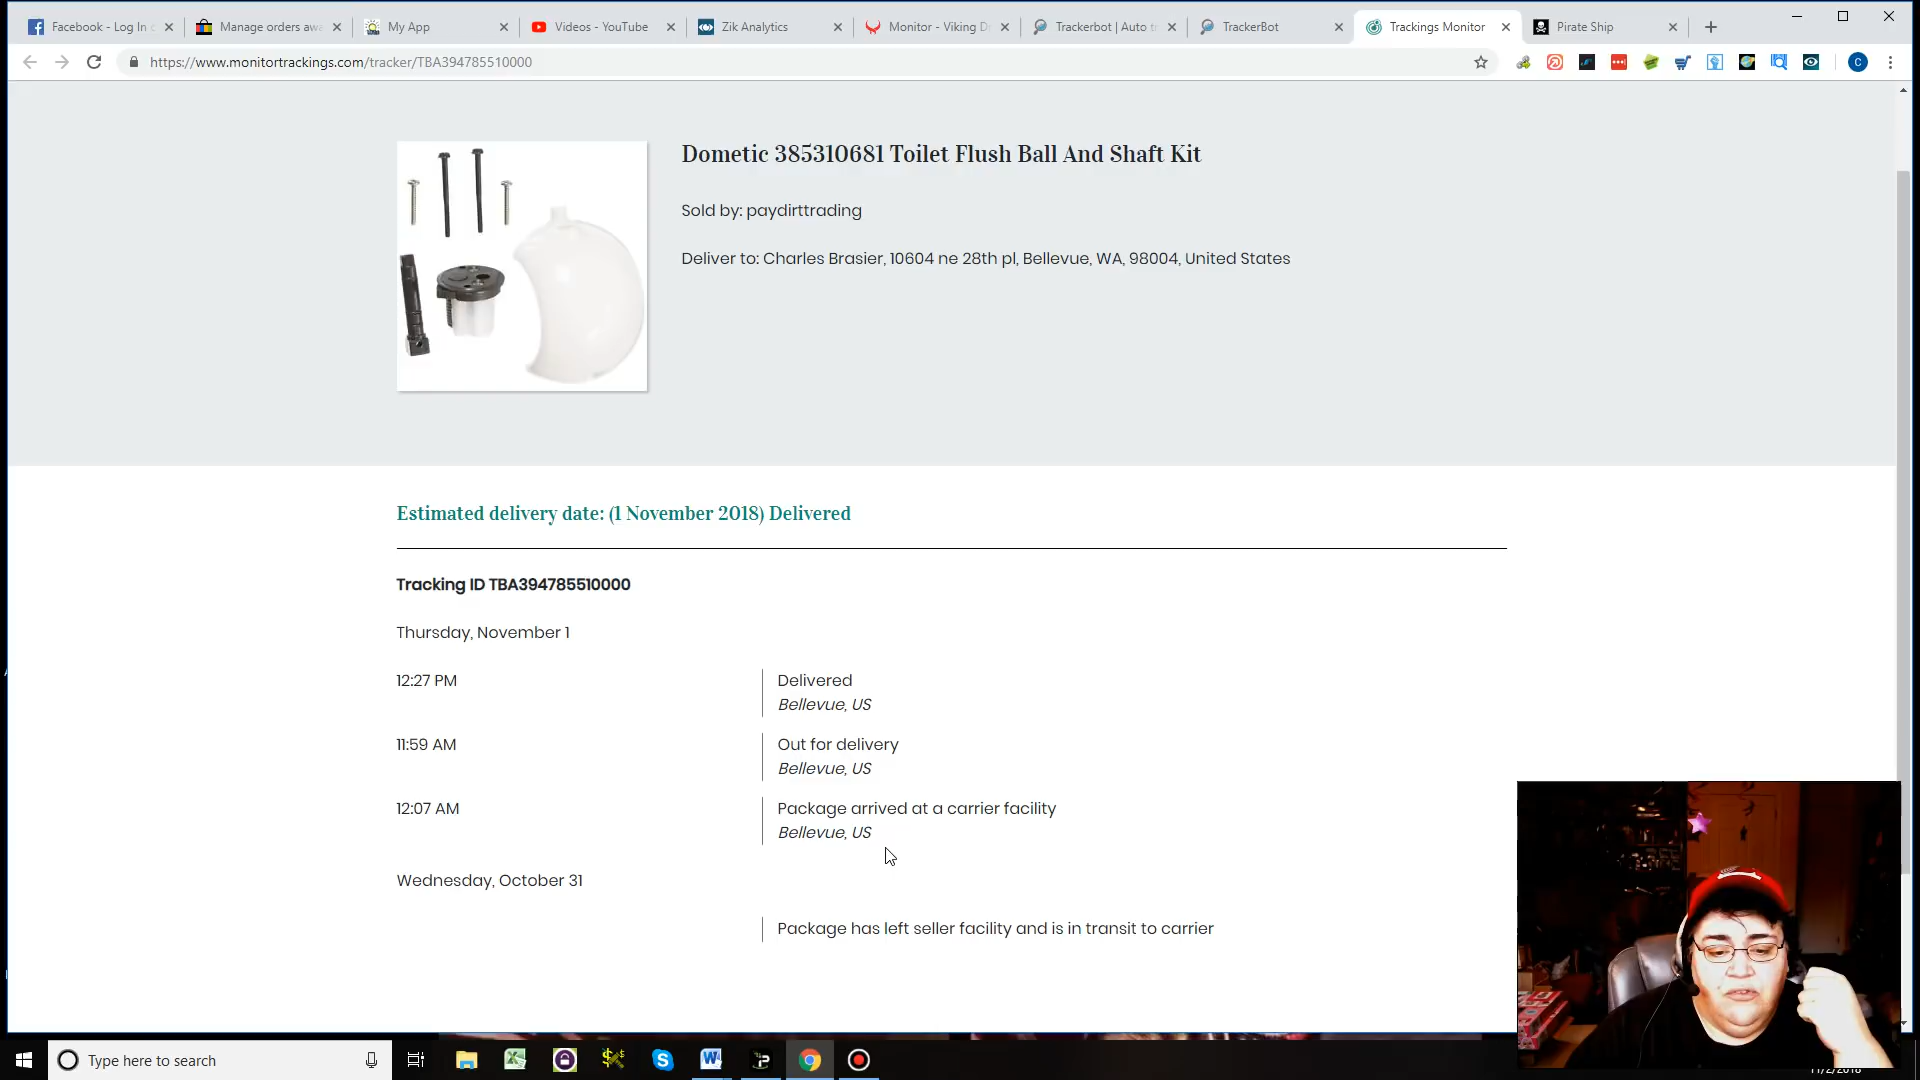 Facebook - Log In o
Manage orders awa
My App
Videos - YouTube
Zik Analytics
Monitor - Viking D
Trackerbot | Auto t
TrackerBot
Trackings Monitor
Pirate Ship
https://www.monitortrackings.com/tracker/TBA394785510000
C
Dometic 385310681 Toilet Flush Ball And Shaft Kit
Sold by: paydirttrading
Deliver to: Charles Brasier, 10604 ne 28th pl, Bellevue, WA, 98004, United States
Estimated delivery date: (1 November 2018) Delivered
Tracking ID TBA394785510000
Thursday, November 1
12:27 PM
Delivered
Bellevue, US
11:59 AM
Out for delivery
Bellevue, US
12:07 AM
Package arrived at a carrier facility
Bellevue, US
Wednesday, October 31
Package has left seller facility and is in transit to carrier
Type here to search
11/2/2018